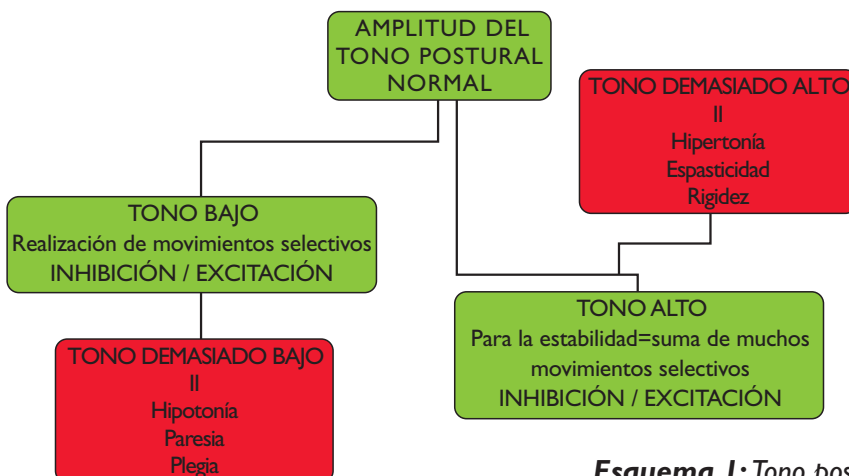 AMPLITUD DEL
TONO POSTURAL
NORMAL
TONO DEMASIADO ALTO
II
Hipertonía
Espasticidad
Rigidez
TONO BAJO
Realización de movimientos selectivos
INHIBICIÓN / EXCITACIÓN
TONO ALTO
Para la estabilidad=suma de muchos
movimientos selectivos
INHIBICIÓN / EXCITACIÓN
TONO DEMASIADO BAJO
II
Hipotonía
Paresia
Plegia
Esquema 1: Tono pos